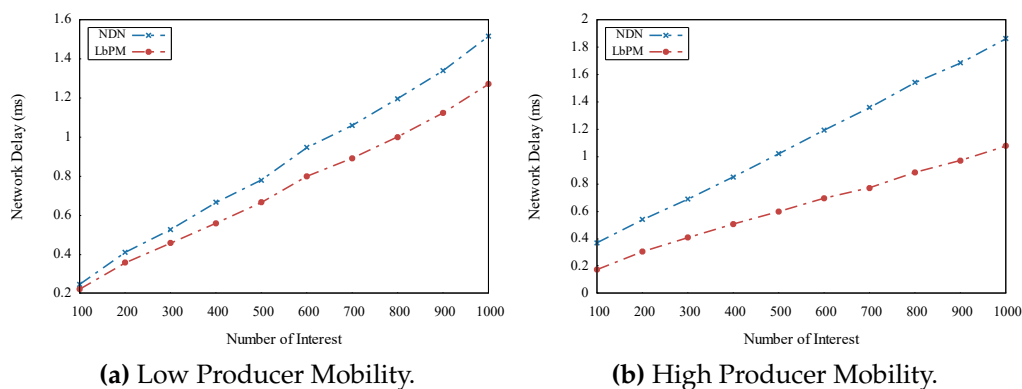 1.6
1.4
1.2
1
0.8
0.6
0.4
0.2
Network Delay (ms)
NDN
LbPM
100 200 300 400 500 600 700 800 900 1000
Number of Interest
(a) Low Producer Mobility.
2
1.8
1.6
1.4
1.2
1
0.8
0.6
0.4
0.2
0
Network Delay (ms)
NDN
LbPM
100 200 300 400 500 600 700 800 900 1000
Number of Interest
(b) High Producer Mobility.